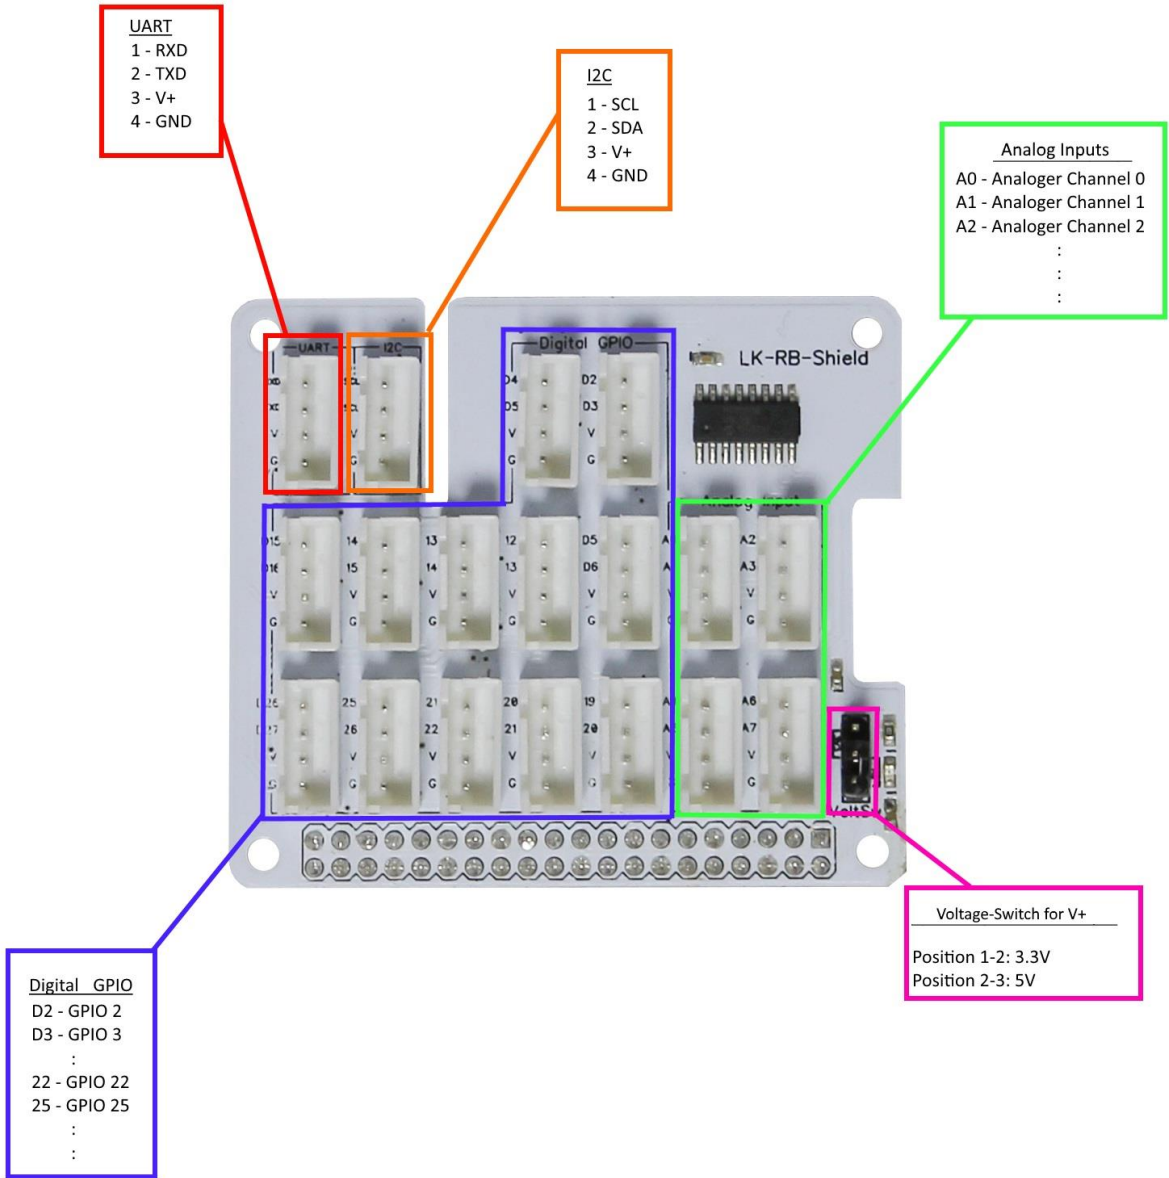 UART
1 - RXD
2 - TXD
3 - V+
4 - GND
I2C
1 - SCL
2 - SDA
3 - V+
4 - GND
Analog Inputs
A0 - Analoger Channel 0
A1 - Analoger Channel 1
A2 - Analoger Channel 2
:
:
:
UART
I2C
Digital GPIO
LK-RB-Shield
D4 D2
D5 D3
V V V
G G G
Analog Input
D15 14 13 12 D5 A2
D16 15 14 13 D6 A3
V V V V V V
G G G G G G
25 21 20 19 A6
26 22 21 20 A7
V V V V V V
G G G G G
VoltSw
Voltage-Switch for V+
Position 1-2: 3.3V
Position 2-3: 5V
Digital GPIO
D2 - GPIO 2
D3 - GPIO 3
:
22 - GPIO 22
25 - GPIO 25
:
: